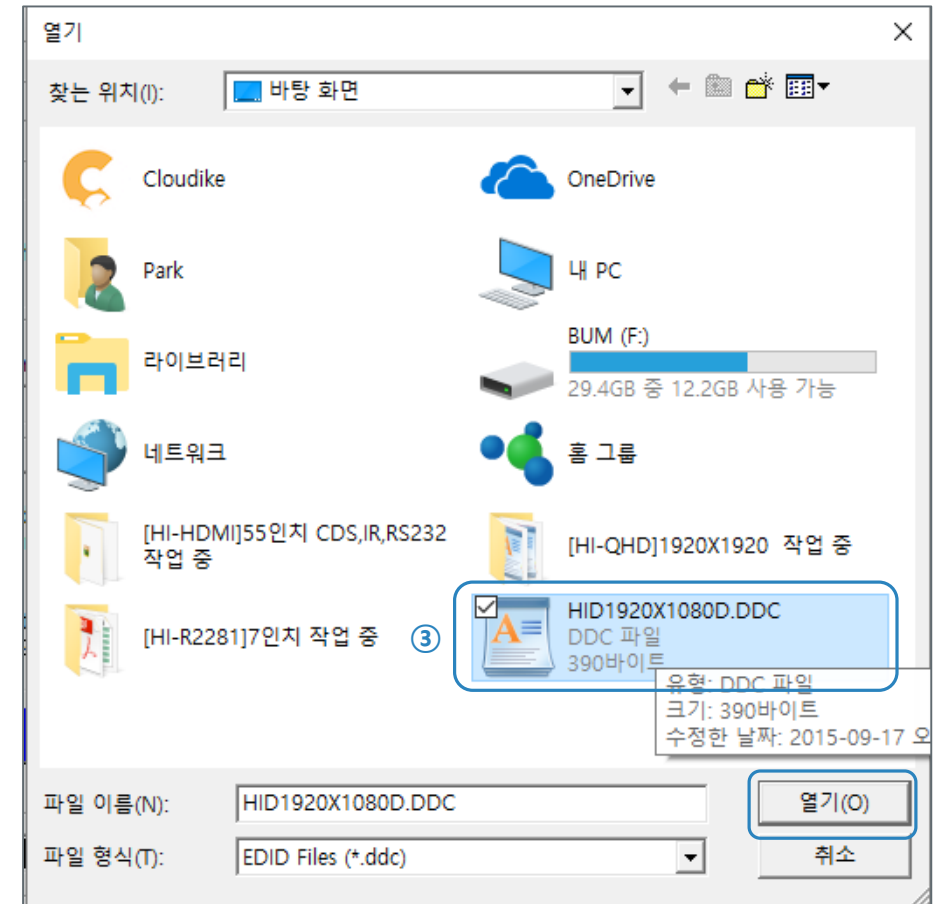 열기
찾는 위치(I):
바탕 화면
Cloudike
OneDrive
Park
내 PC
라이브러리
BUM (F:)
29.4GB 중 12.2GB 사용 가능
네트워크
홈 그룹
[HI-HDMI]55인치 CDS,IR,RS232
작업 중
[HI-QHD]1920X1920 작업 중
[HI-R2281]7인치 작업 중
③
HID1920X1080D.DDC
DDC 파일
390바이트
유형: DDC 파일
크기: 390바이트
수정한 날짜: 2015-09-17 오
파일 이름(N):
HID1920X1080D.DDC
열기(O)
파일 형식(T):
EDID Files (*.ddc)
취소